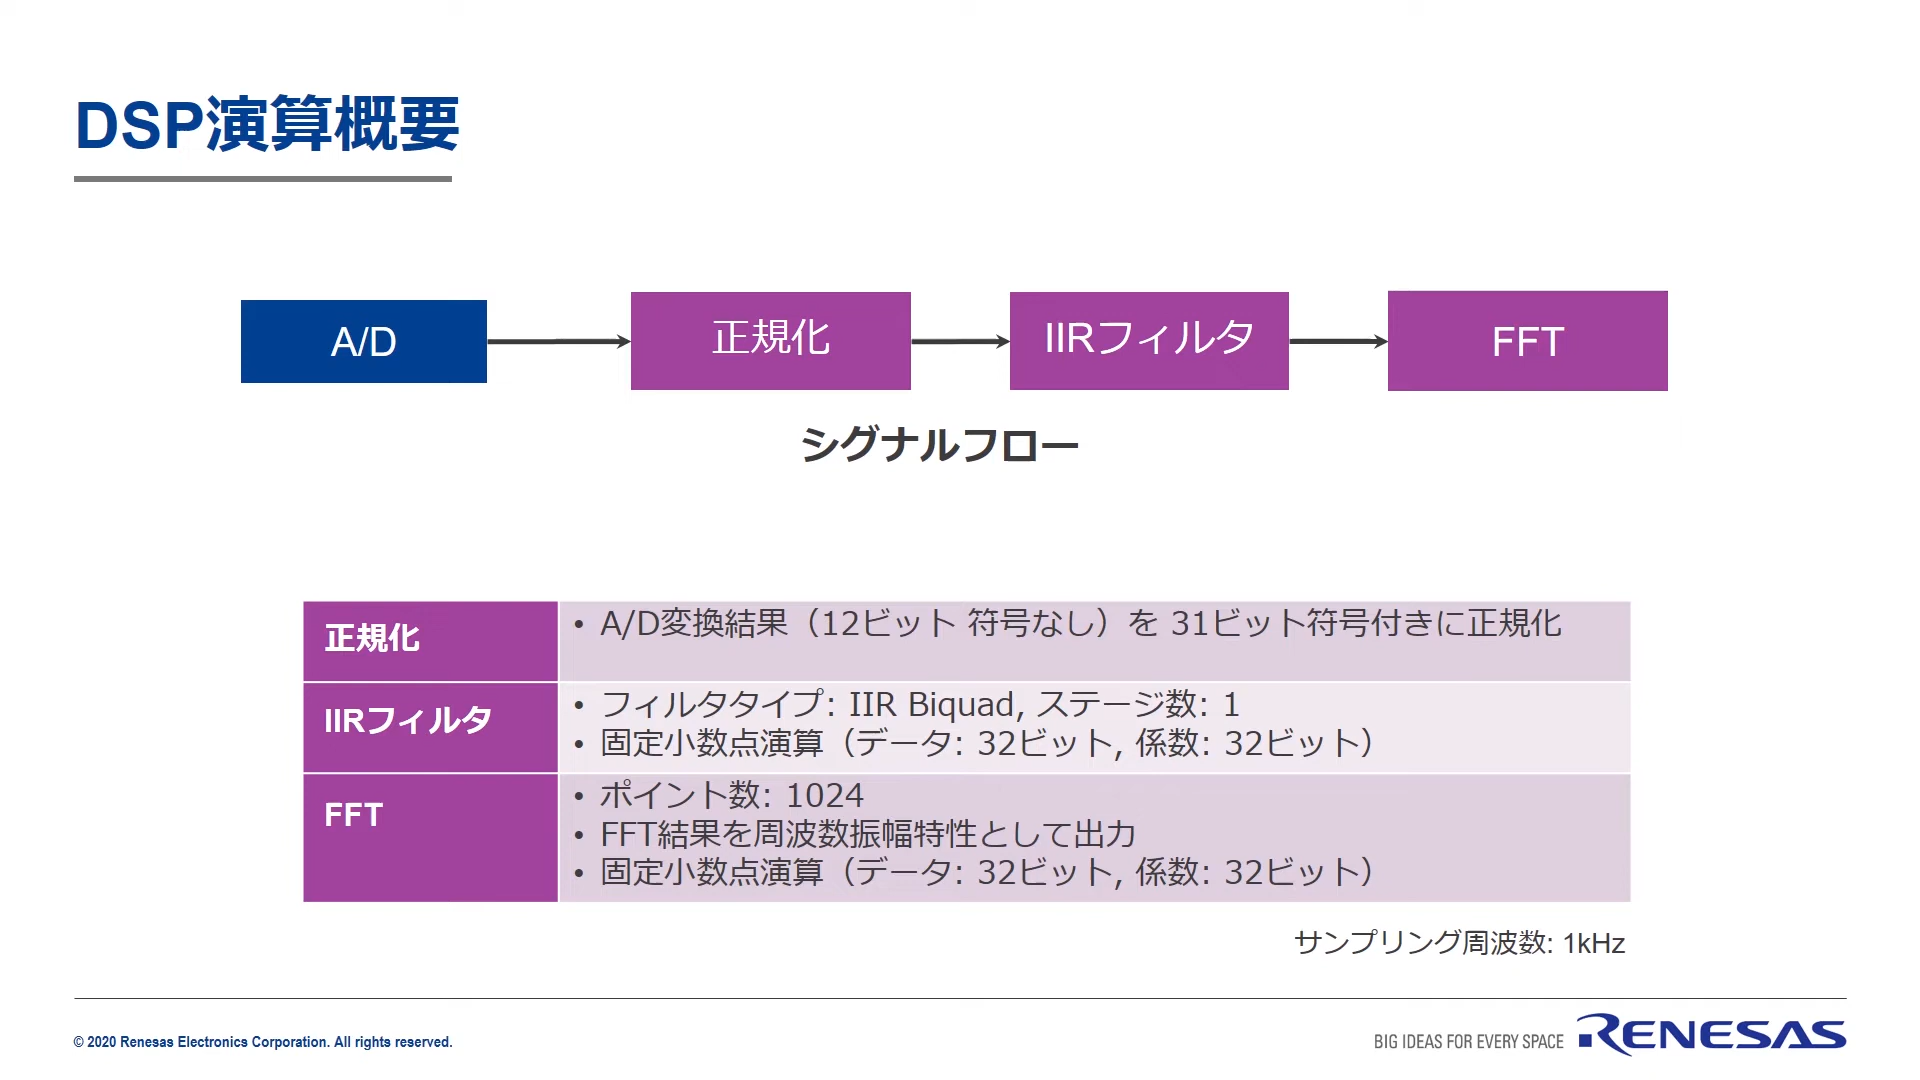 DSP演算概要
A/D
正規化
IIRフィルタ
FFT
シグナルフロー
正規化
• A/D変換結果（12ビット 符号なし）を 31ビット符号付きに正規化
IIRフィルタ
• フィルタタイプ: IIR Biquad, ステージ数: 1
• 固定小数点演算（データ: 32ビット, 係数: 32ビット）
FFT
• ポイント数: 1024
• FFT結果を周波数振幅特性として出力
• 固定小数点演算（データ: 32ビット, 係数: 32ビット）
サンプリング周波数: 1kHz
© 2020 Renesas Electronics Corporation. All rights reserved.
BIG IDEAS FOR EVERY SPACE
RENESAS